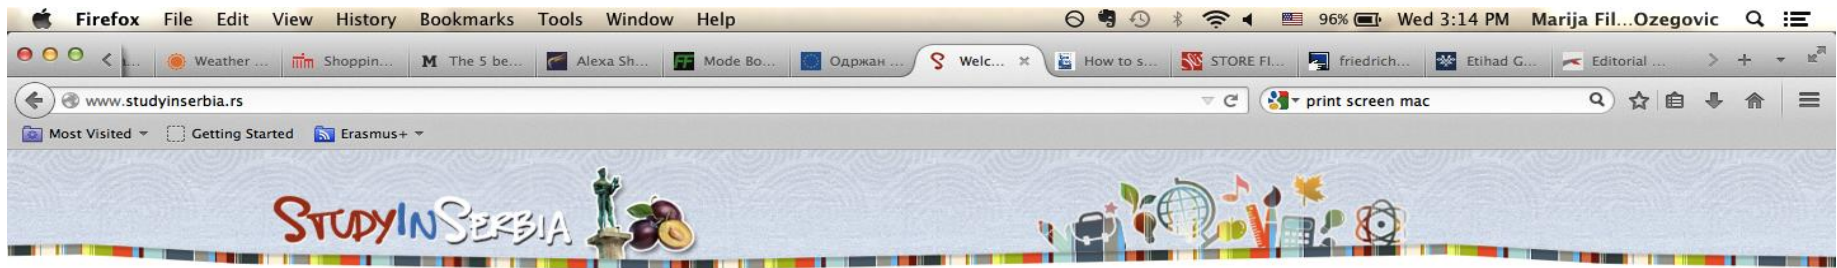 Firefox File Edit View History Bookmarks Tools Window Help 96% Wed 3:14 PM Marija Fil...Ozegovic
Weather ... Shoppin... M The 5 be... Alexa Sh... FF Mode Bo... Одржан ... Welc... How to s... STORE FI... friedrich... Etihad G... Editorial ...
www.studyinserbia.rs print screen mac
Most Visited Getting Started Erasmus+
STUDYINSERBIA